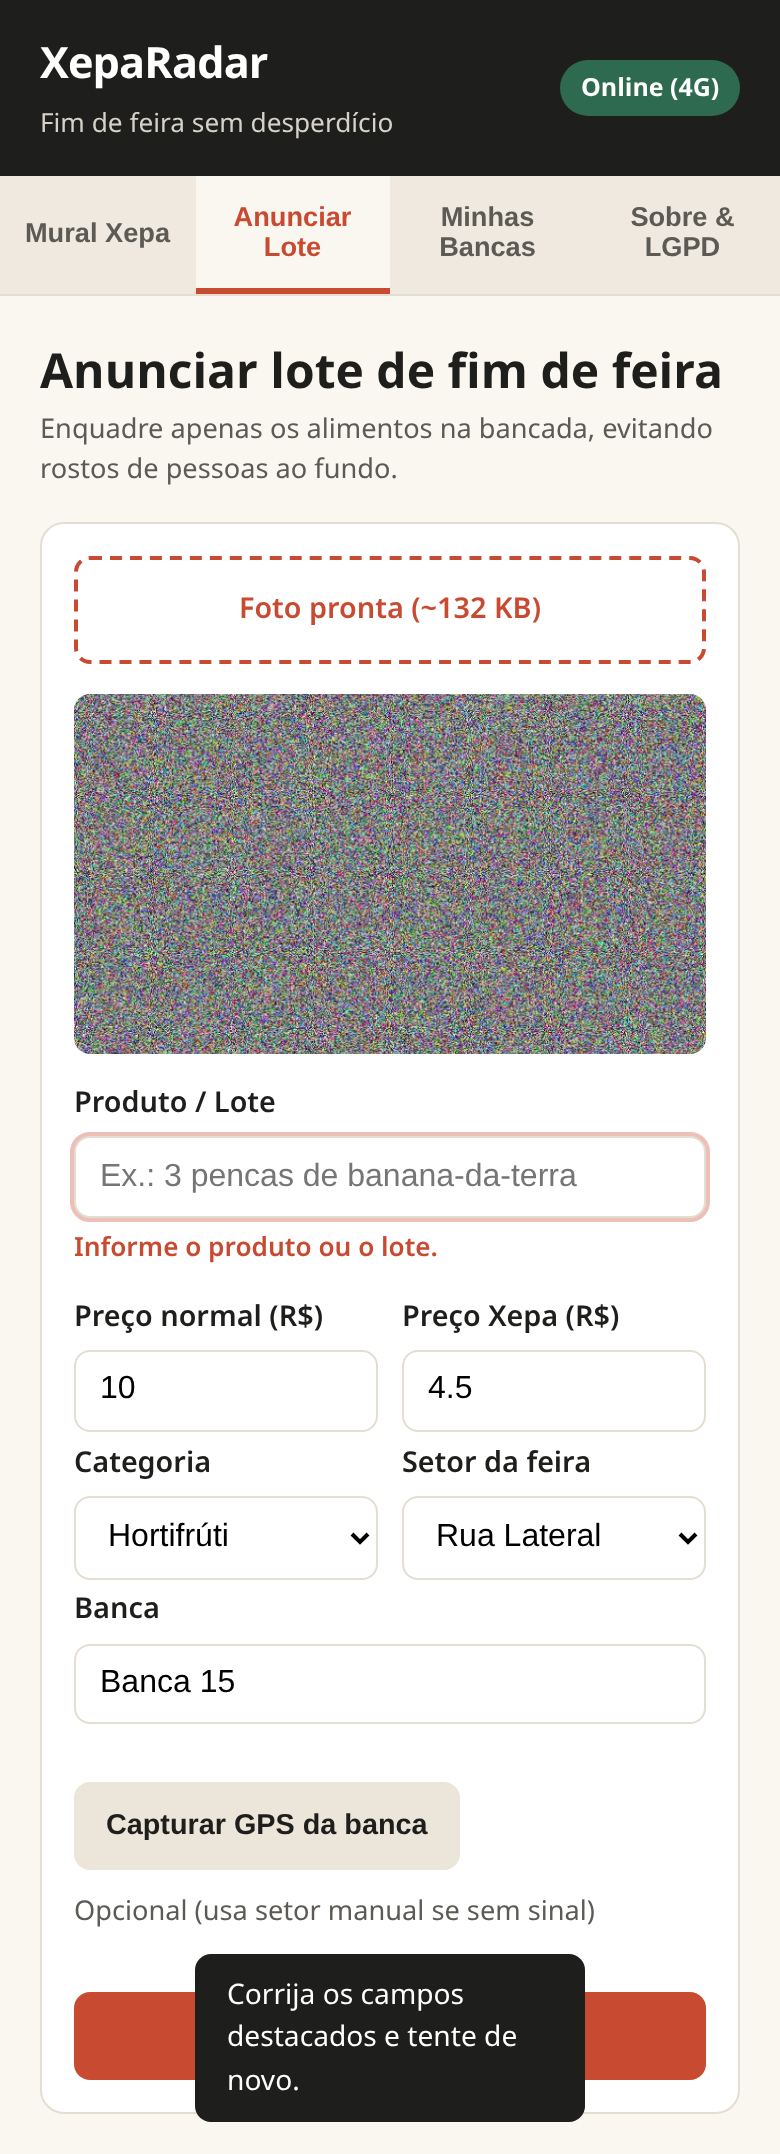 XepaRadar
Fim de feira sem desperdício
Online (4G)
Mural Xepa
Anunciar
Lote
Minhas
Bancas
Sobre &
LGPD
Anunciar lote de fim de feira
Enquadre apenas os alimentos na bancada, evitando
rostos de pessoas ao fundo.
Foto pronta (~132 KB)
Produto / Lote
Ex.: 3 pencas de banana-da-terra
Informe o produto ou o lote.
Preço normal (R$)
Preço Xepa (R$)
10
4.5
Categoria
Setor da feira
Hortifrúti
Rua Lateral
Banca
Banca 15
Capturar GPS da banca
Opcional (usa setor manual se sem sinal)
Corrija os campos
destacados e tente de
novo.